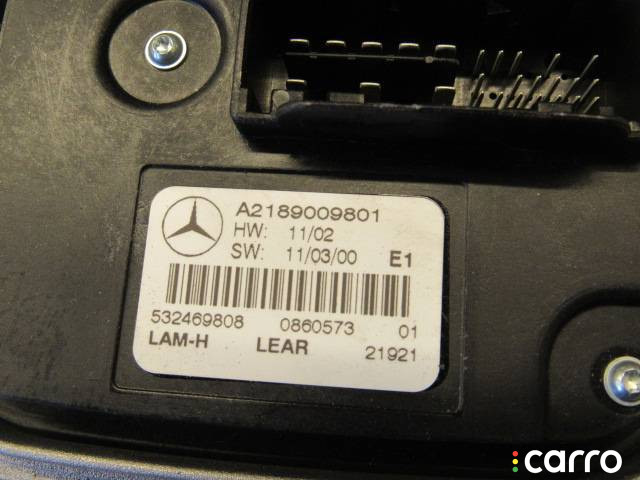 A2189009801
HW: 11/02
SW: 11/03/00 E1
532469808 0860573 01
LAM-H LEAR 21921
:carro